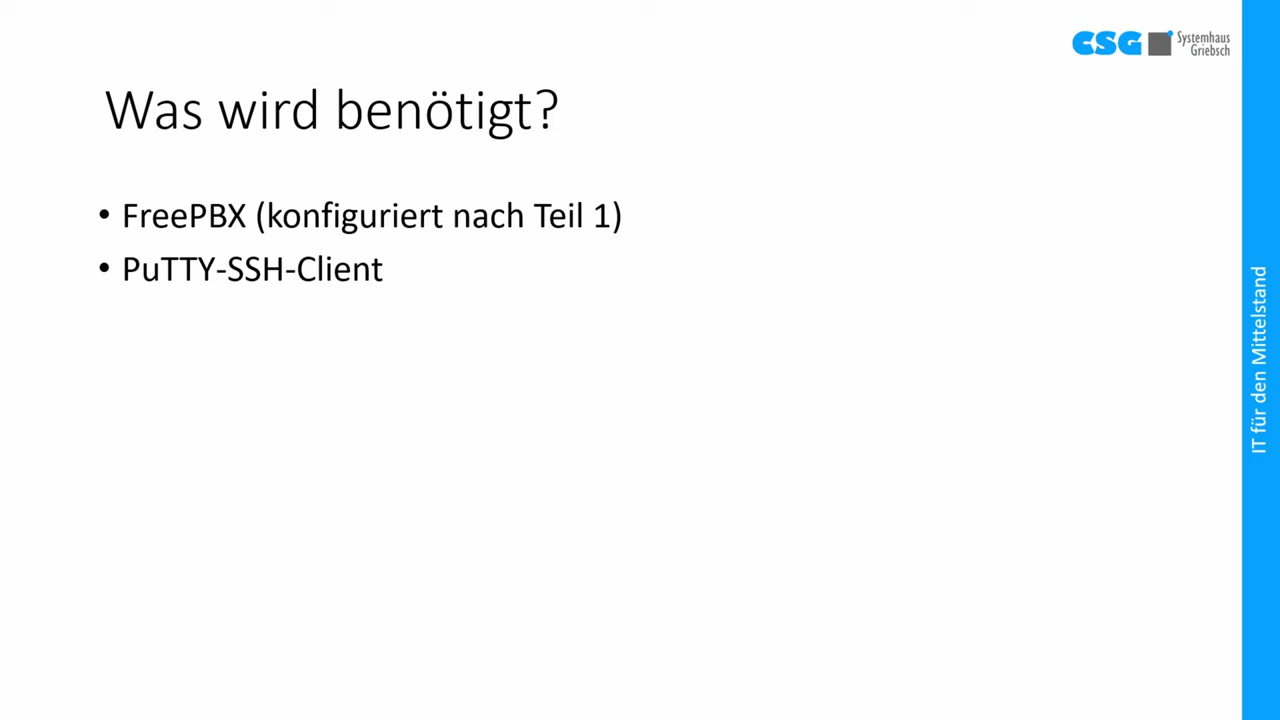 CSG Systemhaus
Griebsch
Was wird benötigt?
• FreePBX (konfiguriert nach Teil 1)
• PuTTY-SSH-Client
IT für den Mittelstand